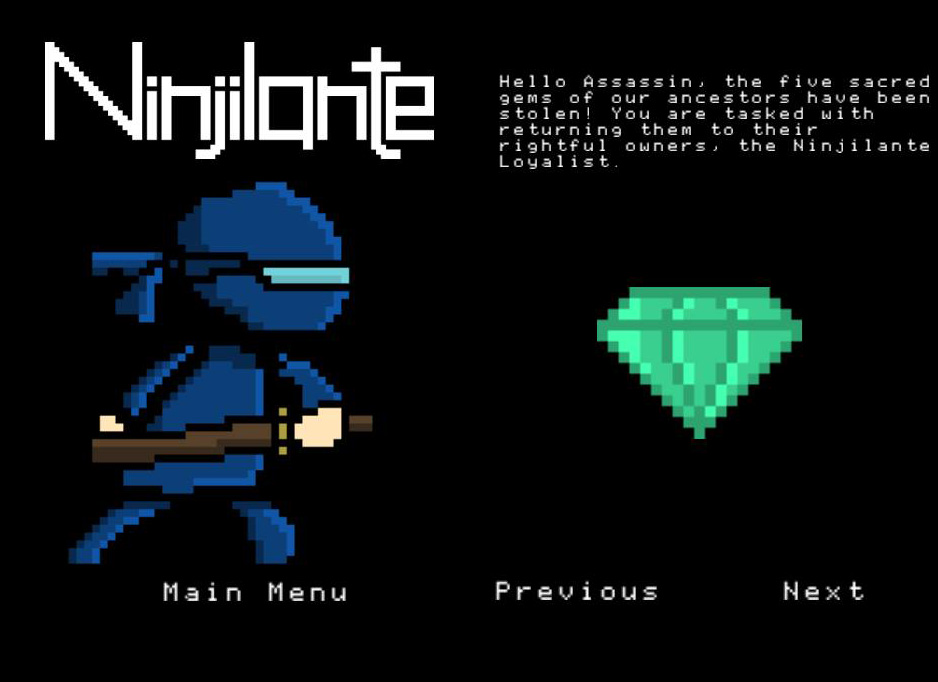 Ninjilante
Hello Assassin, the five sacred
gems of our ancestors have been
stolen! You are tasked with
returning them to their
rightful owners, the Ninjilante
Loyalist.
Main Menu
Previous
Next